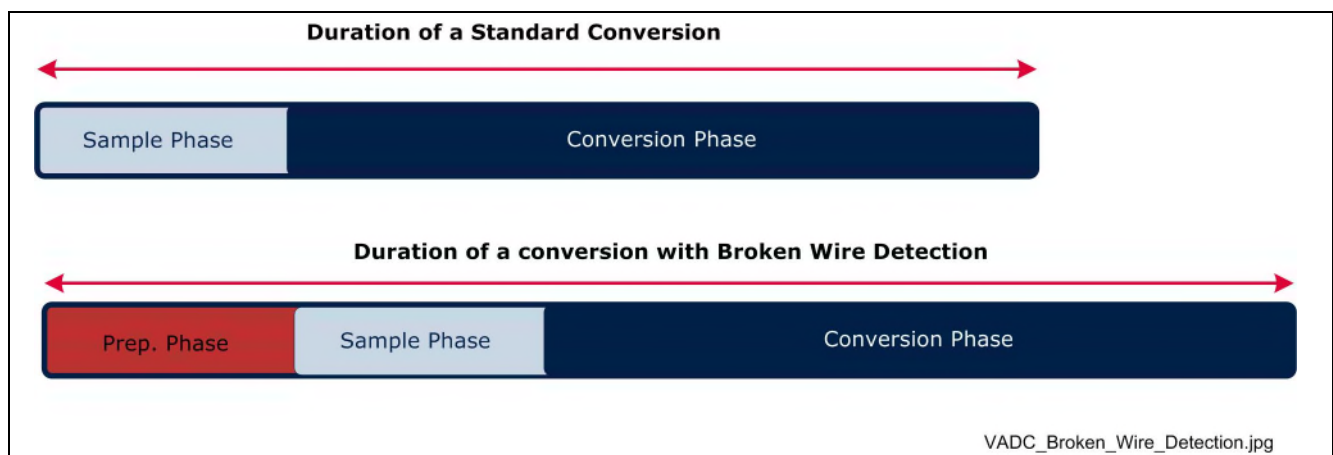 Duration of a Standard Conversion
Sample Phase Conversion Phase
Duration of a conversion with Broken Wire Detection
Prep. Phase Sample Phase Conversion Phase
VADC_Broken_Wire_Detection.jpg